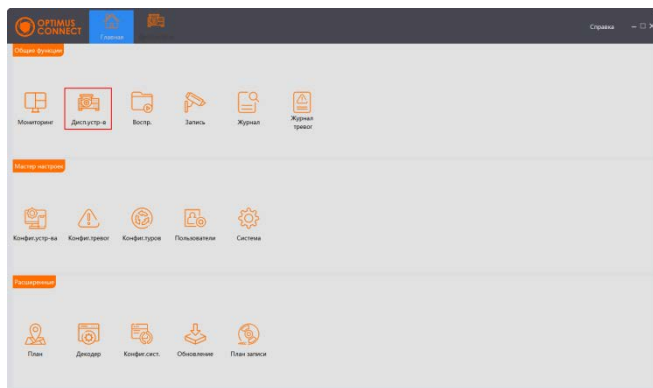 OPTIMUS
CONNECT
Главная
Справка
Общие функции
Мониторинг
Дисп.устр-в
Воспр.
Запись
Журнал
Журнал
тревог
Мастер настроек
Конфиг.устр-ва
Конфиг.тревог
Конфиг.туров
Пользователи
Система
Расширенные
План
Декодер
Конфиг.сист.
Обновление
План записи